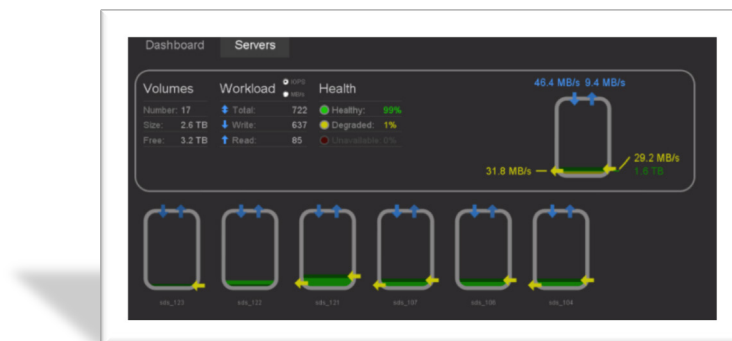 Dashboard Servers
Volumes Workload IOPS MB/s Health
Number: 17 Total: 722 Healthy: 99%
Size: 2.6 TB Write: 637 Degraded: 1%
Free: 3.2 TB Read: 85 Unavailable: 0%
46.4 MB/s 9.4 MB/s
29.2 MB/s
31.8 MB/s
1.6 TB
sds_123 sds_122 sds_121 sds_107 sds_106 sds_104